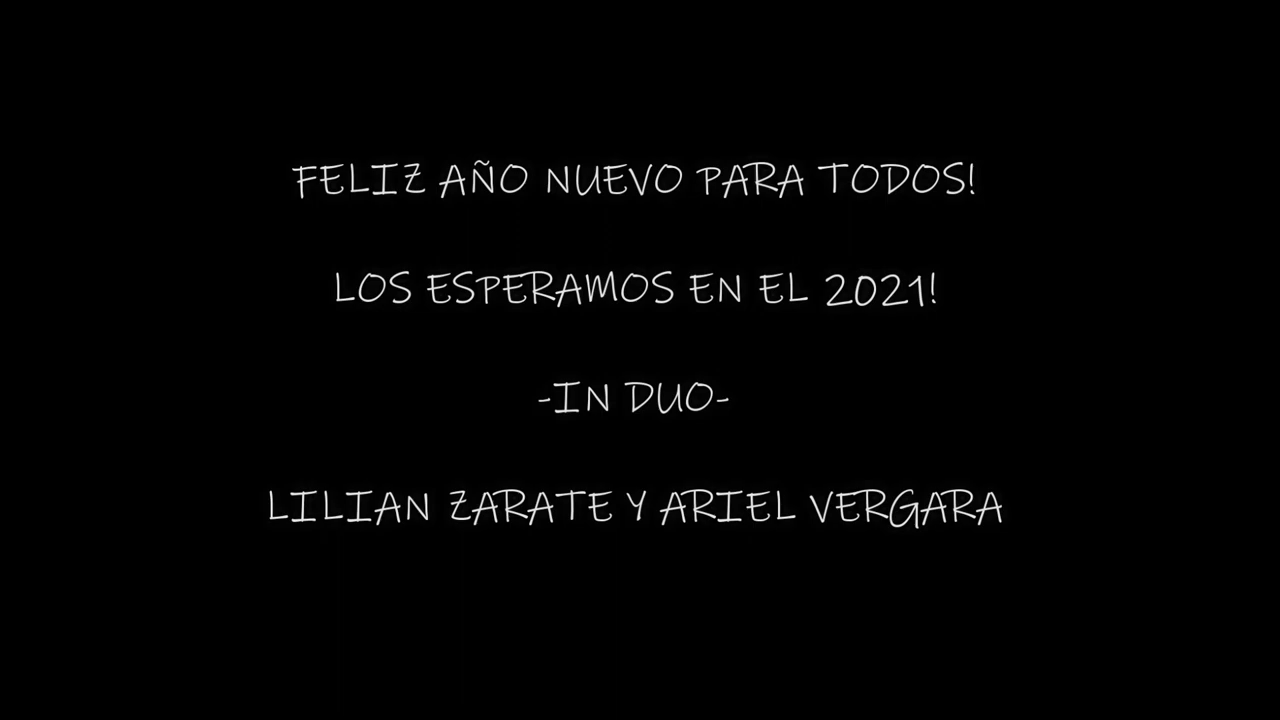 FELIZ AÑO NUEVO PARA TODOS!
LOS ESPERAMOS EN EL 2021!
-IN DUO-
LILIAN ZARATE Y ARIEL VERGARA